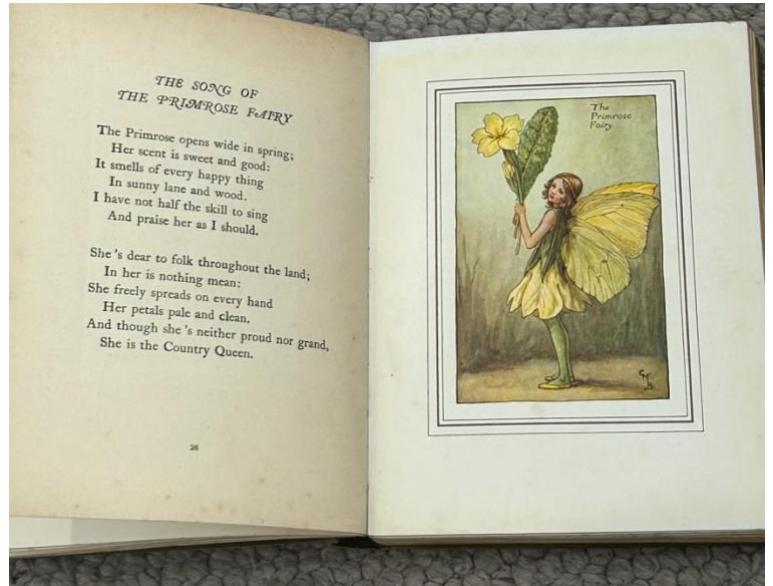 THE SONG OF
THE PRIMROSE FAIRY
The Primrose opens wide in spring;
Her scent is sweet and good:
It smells of every happy thing
In sunny lane and wood.
I have not half the skill to sing
And praise her as I should.
She's dear to folk throughout the land;
In her is nothing mean:
She freely spreads on every hand
Her petals pale and clean.
And though she's neither proud nor grand,
She is the Country Queen.
26
The
Primrose
Fairy
CMB